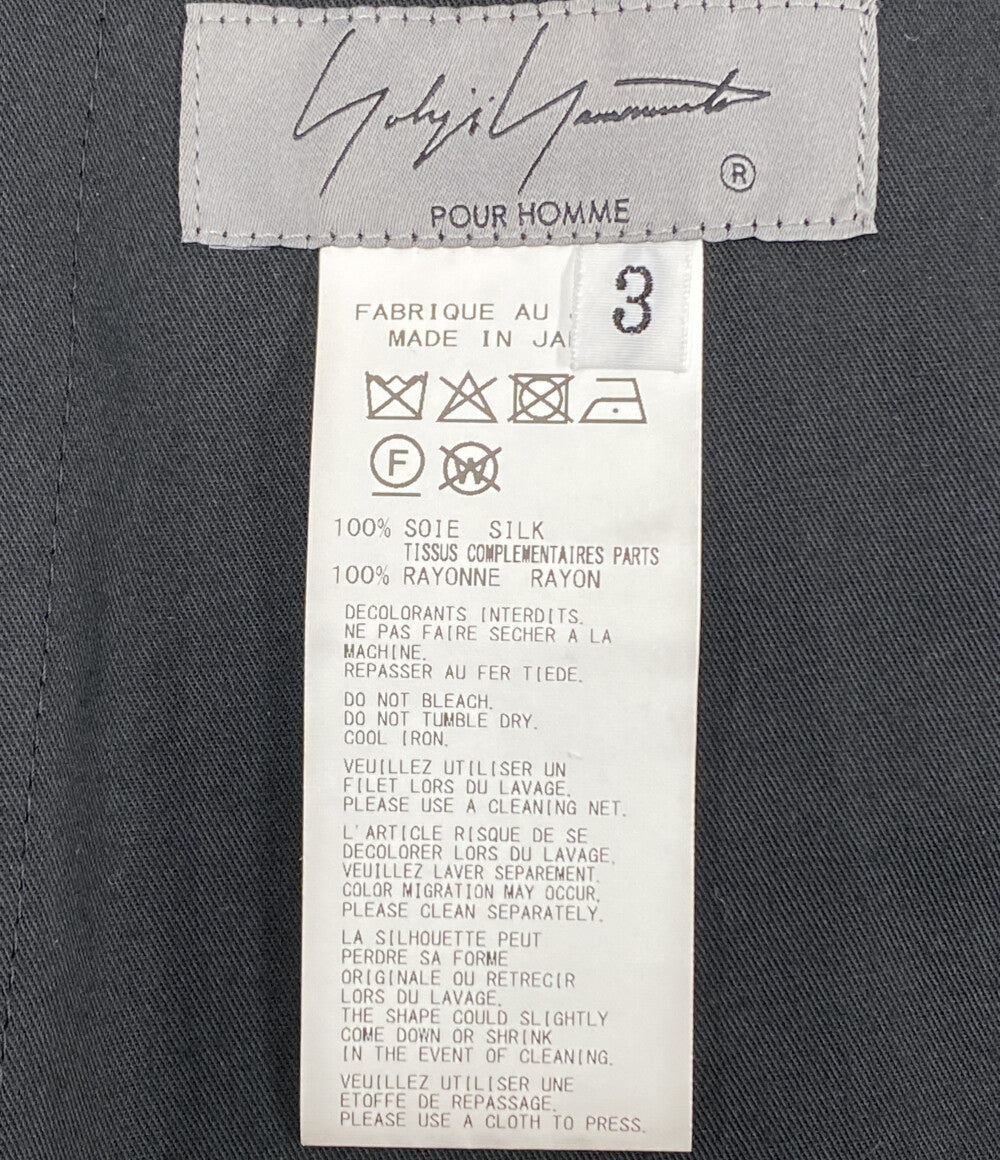 Yohji Yamamoto
®
POUR HOMME
3
FABRIQUE AU
MADE IN JA
F
W
100% SOIE SILK
TISSUS COMPLEMENTAIRES PARTS
100% RAYONNE RAYON
DECOLORANTS INTERDITS.
NE PAS FAIRE SECHER A LA
MACHINE.
REPASSER AU FER TIEDE.
DO NOT BLEACH.
DO NOT TUMBLE DRY.
COOL IRON.
VEUILLEZ UTILISER UN
FILET LORS DU LAVAGE.
PLEASE USE A CLEANING NET.
L'ARTICLE RISQUE DE SE
DECOLORER LORS DU LAVAGE,
VEUILLEZ LAVER SEPAREMENT.
COLOR MIGRATION MAY OCCUR,
PLEASE CLEAN SEPARATELY.
LA SILHOUETTE PEUT
PERDRE SA FORME
ORIGINALE OU RETRECIR
LORS DU LAVAGE.
THE SHAPE COULD SLIGHTLY
COME DOWN OR SHRINK
IN THE EVENT OF CLEANING.
VEUILLEZ UTILISER UNE
ETOFFE DE REPASSAGE.
PLEASE USE A CLOTH TO PRESS.